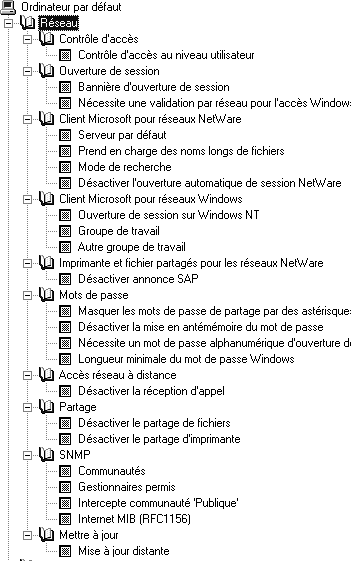 Ordinateur par défaut
Réseau
Contrôle d'accès
Contrôle d'accès au niveau utilisateur
Ouverture de session
Bannière d'ouverture de session
Nécessite une validation par réseau pour l'accès Windows
Client Microsoft pour réseaux NetWare
Serveur par défaut
Prend en charge des noms longs de fichiers
Mode de recherche
Désactiver l'ouverture automatique de session NetWare
Client Microsoft pour réseaux Windows
Ouverture de session sur Windows NT
Groupe de travail
Autre groupe de travail
Imprimante et fichier partagés pour les réseaux NetWare
Désactiver annonce SAP
Mots de passe
Masquer les mots de passe de partage par des astérisques
Désactiver la mise en antémémoire du mot de passe
Nécessite un mot de passe alphanumérique d'ouverture de
Longueur minimale du mot de passe Windows
Accès réseau à distance
Désactiver la réception d'appel
Partage
Désactiver le partage de fichiers
Désactiver le partage d'imprimante
SNMP
Communautés
Gestionnaires permis
Intercepte communauté 'Publique'
Internet MIB (RFC1156)
Mettre à jour
Mise à jour distante